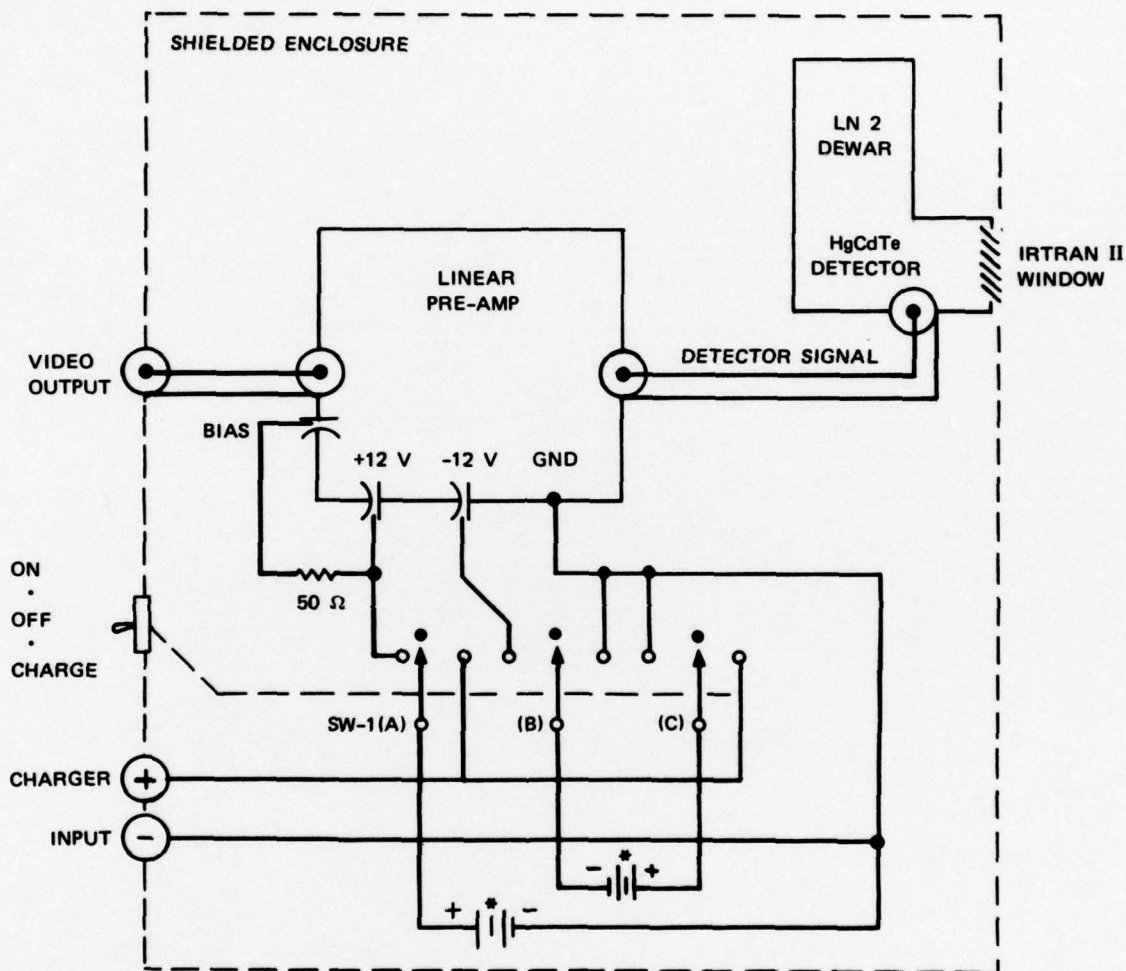 SHIELDED ENCLOSURE
LN 2
DEWAR
HgCdTe
DETECTOR
IRTRAN II
WINDOW
LINEAR
PRE-AMP
DETECTOR SIGNAL
VIDEO
OUTPUT
BIAS
+12 V
-12 V
GND
50 Ω
ON
·
OFF
·
CHARGE
SW-1(A)
(B)
(C)
CHARGER
+
INPUT
-
- * +
+ * -